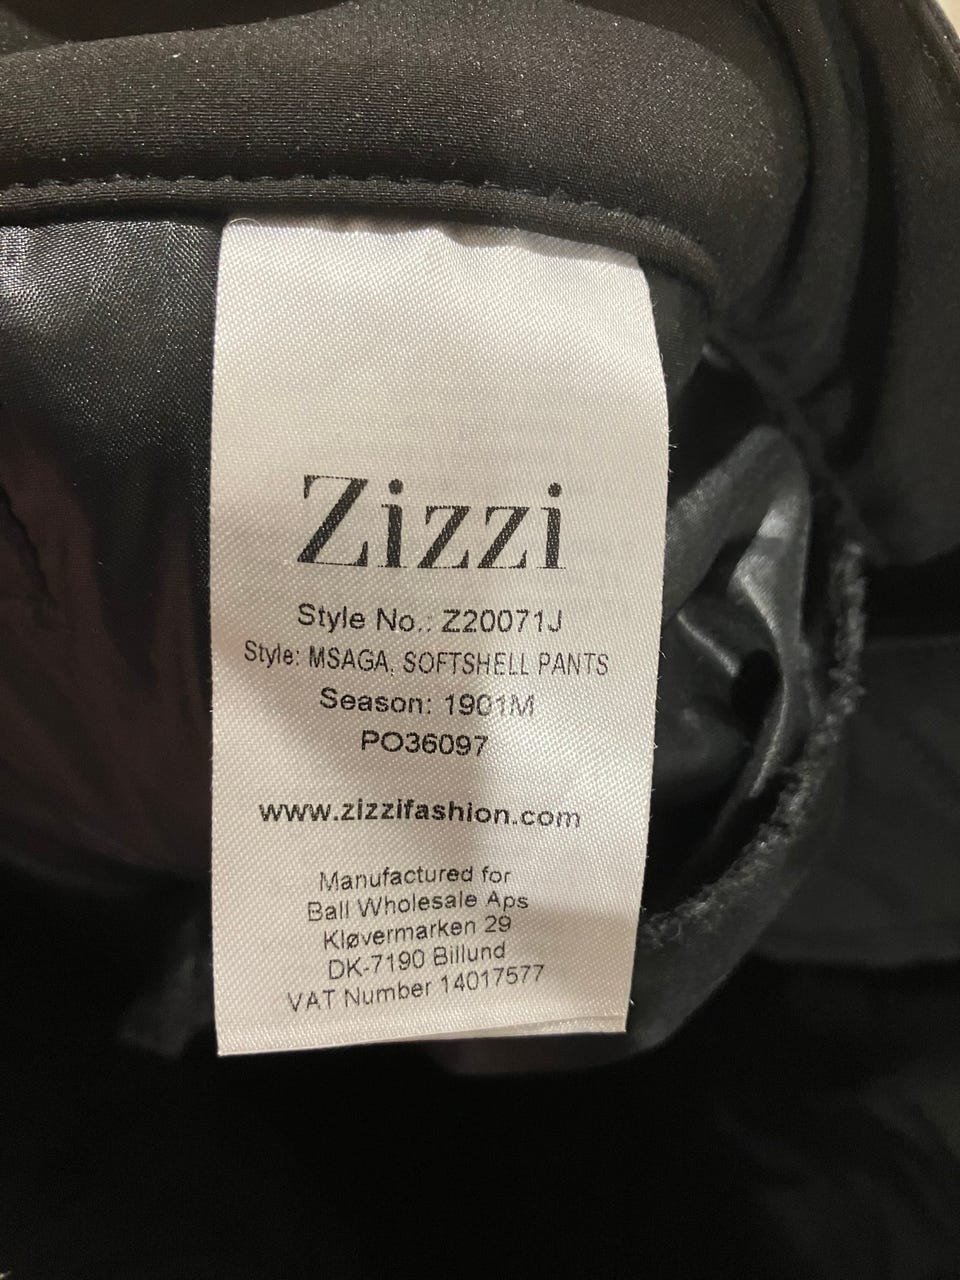 Zizzi
Style No.: Z20071J
Style: MSAGA, SOFTSHELL PANTS
Season: 1901M
PO36097
www.zizzifashion.com
Manufactured for
Ball Wholesale Aps
Kløvermarken 29
DK-7190 Billund
VAT Number 14017577